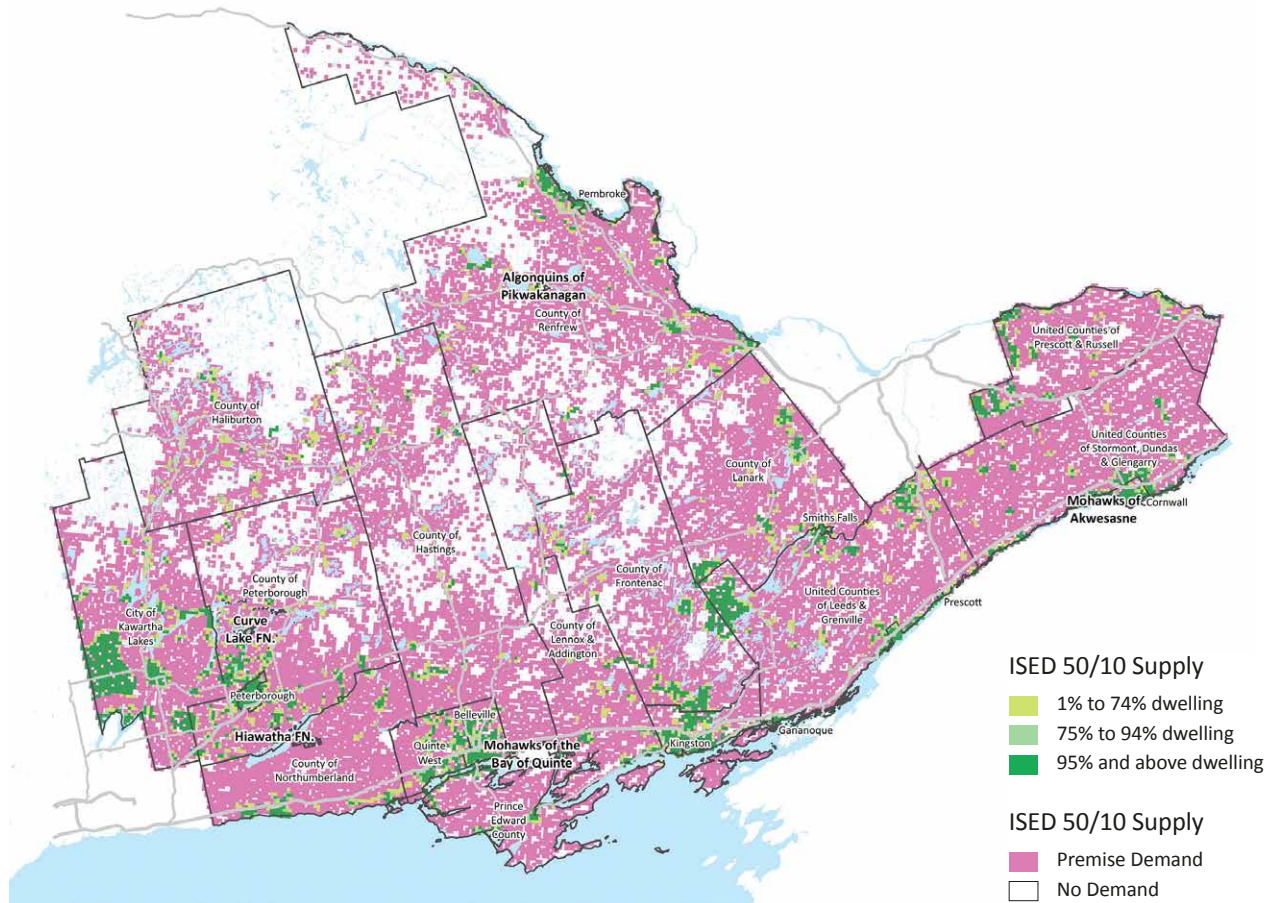 Pembroke
Algonquins of
Pikwakanagan
County of
Renfrew
United Counties of
Prescott & Russell
County of
Haliburton
United Counties
of Stormont, Dundas
& Glengarry
County of
Lanark
Mohawks of
Akwesasne
Cornwall
Smiths Falls
County of
Hastings
County of
Frontenac
County of
Peterborough
United Counties
of Leeds &
Grenville
Prescott
City of
Kawartha
Lakes
Curve
Lake FN.
County of
Lennox &
Addington
Peterborough
Belleville
Hiawatha FN.
Quinte
West
Mohawks of the
Bay of Quinte
Kingston
Gananoque
County of
Northumberland
Prince
Edward
County
ISED 50/10 Supply
1% to 74% dwelling
75% to 94% dwelling
95% and above dwelling
ISED 50/10 Supply
Premise Demand
No Demand